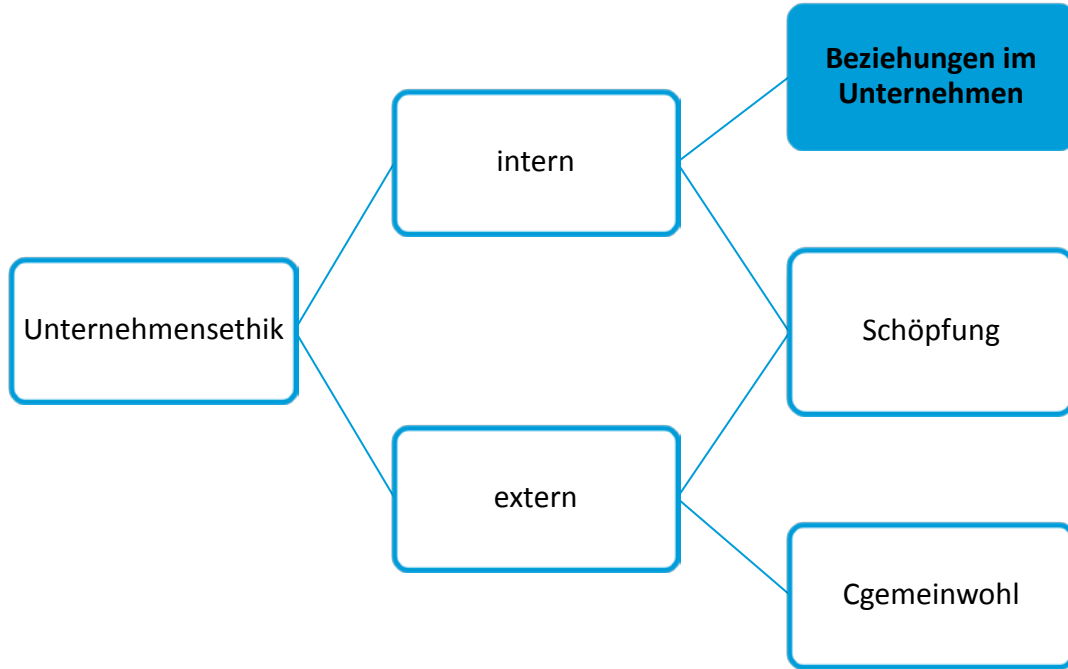 Beziehungen im
Unternehmen
intern
Unternehmensethik
Schöpfung
extern
Cgemeinwohl